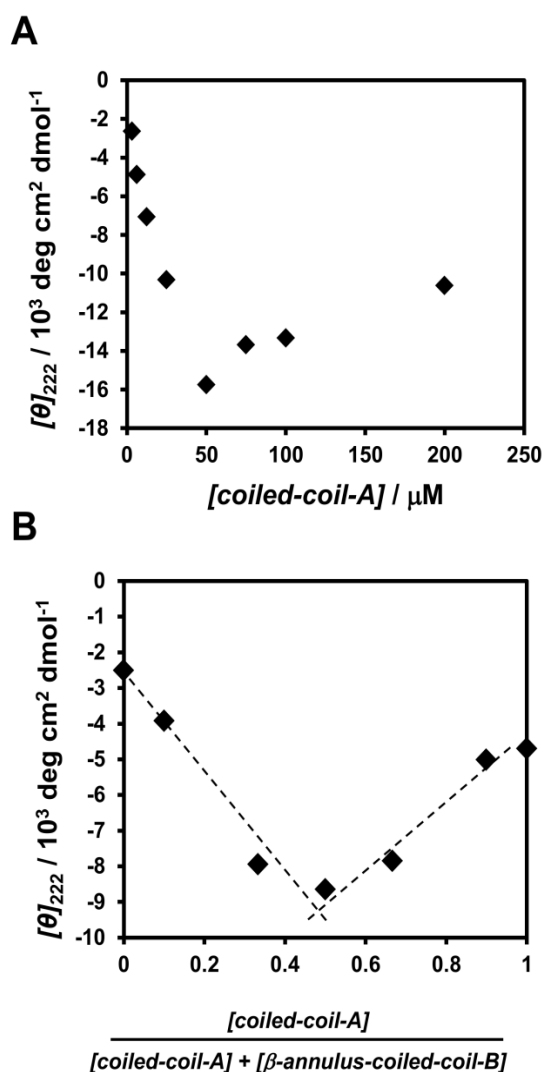 A
0
-2
-4
-6
-8
-10
-12
-14
-16
-18
[θ]222 / 10³ deg cm² dmol⁻¹
0 50 100 150 200 250
[coiled-coil-A] / μM
B
0
-1
-2
-3
-4
-5
-6
-7
-8
-9
-10
[θ]222 / 10³ deg cm² dmol⁻¹
0 0.2 0.4 0.6 0.8 1
[coiled-coil-A]
[coiled-coil-A] + [β-annulus-coiled-coil-B]